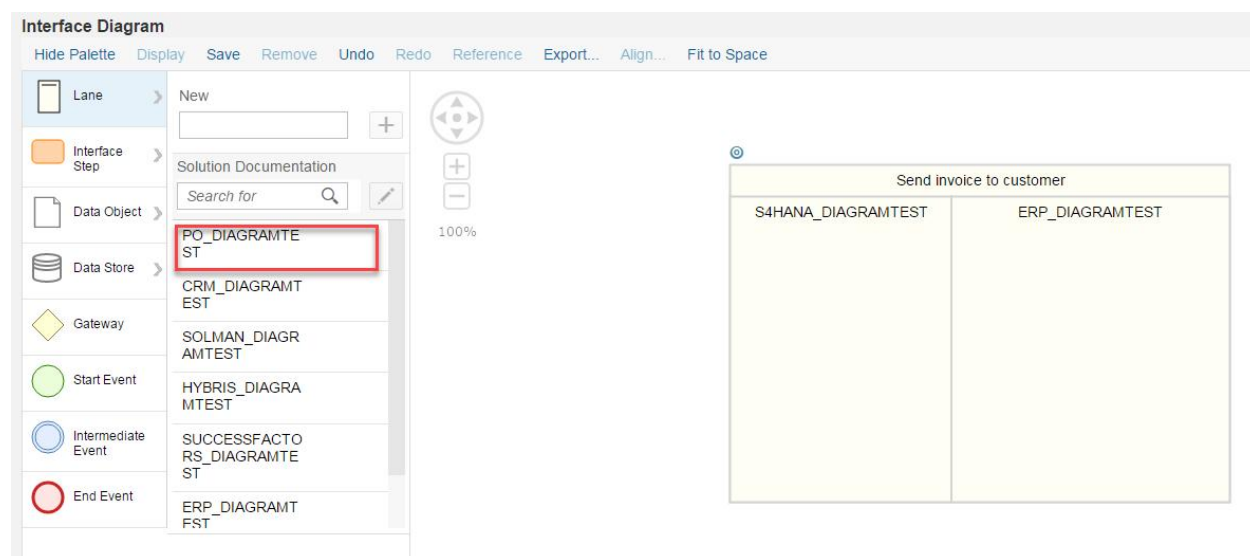 Interface Diagram
Hide Palette Display Save Remove Undo Redo Reference Export... Align... Fit to Space
Lane
Interface
Step
Data Object
Data Store
Gateway
Start Event
Intermediate
Event
End Event
New
Solution Documentation
Search for
PO_DIAGRAMTE
ST
CRM_DIAGRAMT
EST
SOLMAN_DIAGR
AMTEST
HYBRIS_DIAGRA
MTEST
SUCCESSFACTO
RS_DIAGRAMTE
ST
ERP_DIAGRAMT
EST
100%
Send invoice to customer
S4HANA_DIAGRAMTEST ERP_DIAGRAMTEST